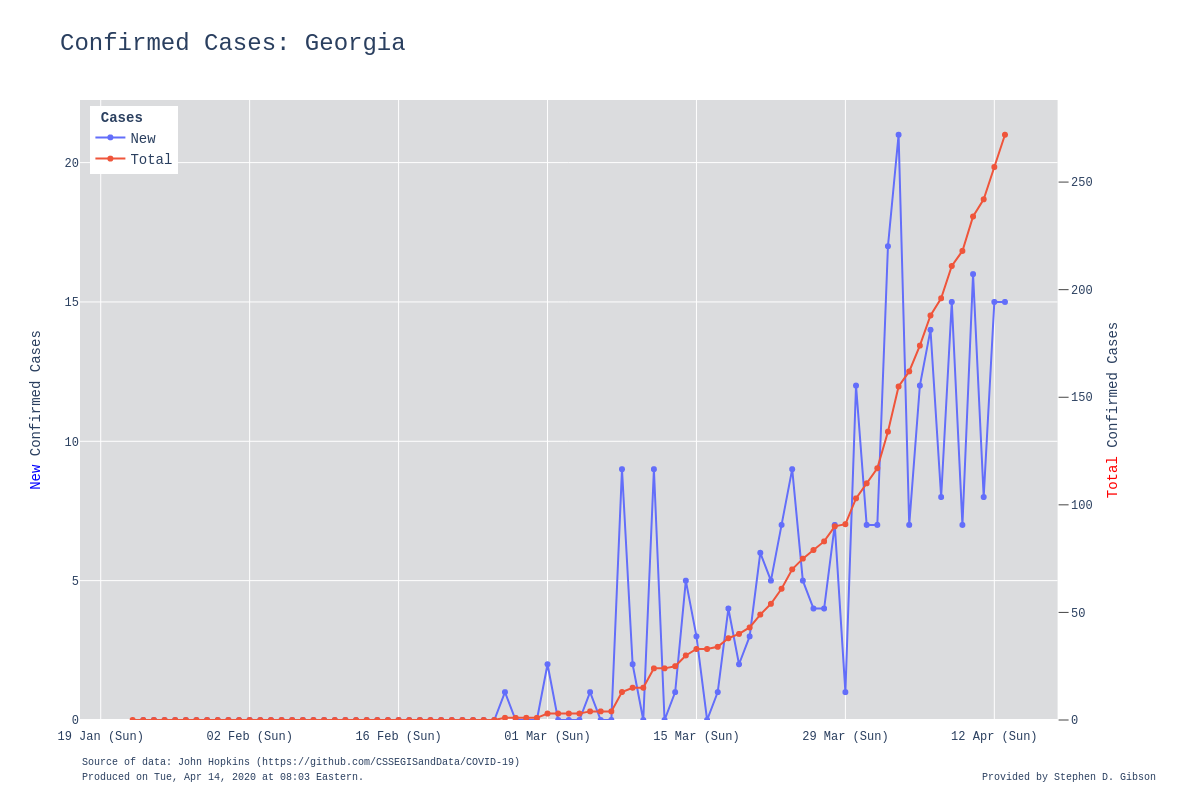 Confirmed Cases: Georgia
Cases
New
Total
20
15
10
5
0
250
200
150
100
50
0
New Confirmed Cases
Total Confirmed Cases
19 Jan (Sun)
02 Feb (Sun)
16 Feb (Sun)
01 Mar (Sun)
15 Mar (Sun)
29 Mar (Sun)
12 Apr (Sun)
Source of data: John Hopkins (https://github.com/CSSEGISandData/COVID-19)
Produced on Tue, Apr 14, 2020 at 08:03 Eastern.
Provided by Stephen D. Gibson